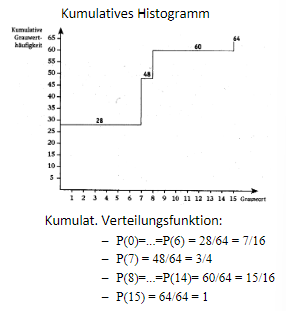 Kumulatives Histogramm
Kumulative
Grauwert-
häufigkeit
65
60
55
50
45
40
35
30
25
20
15
10
5
28
48
60
64
1 2 3 4 5 6 7 8 9 10 11 12 13 14 15 Grauwert
Kumulat. Verteilungsfunktion:
– P(0)=...=P(6) = 28/64 = 7/16
– P(7) = 48/64 = 3/4
– P(8)=...=P(14)= 60/64 = 15/16
– P(15) = 64/64 = 1